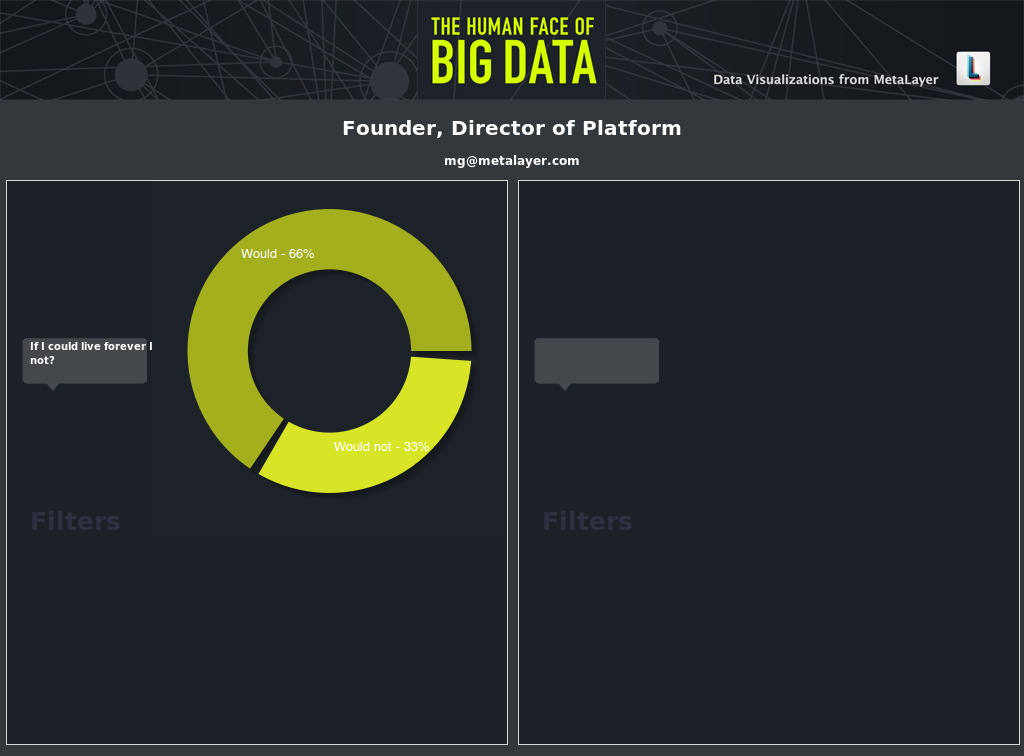 THE HUMAN FACE OF
BIG DATA
Data Visualizations from MetaLayer
Founder, Director of Platform
mg@metalayer.com
Would - 66%
If I could live forever I
not?
Would not - 33%
Filters
Filters